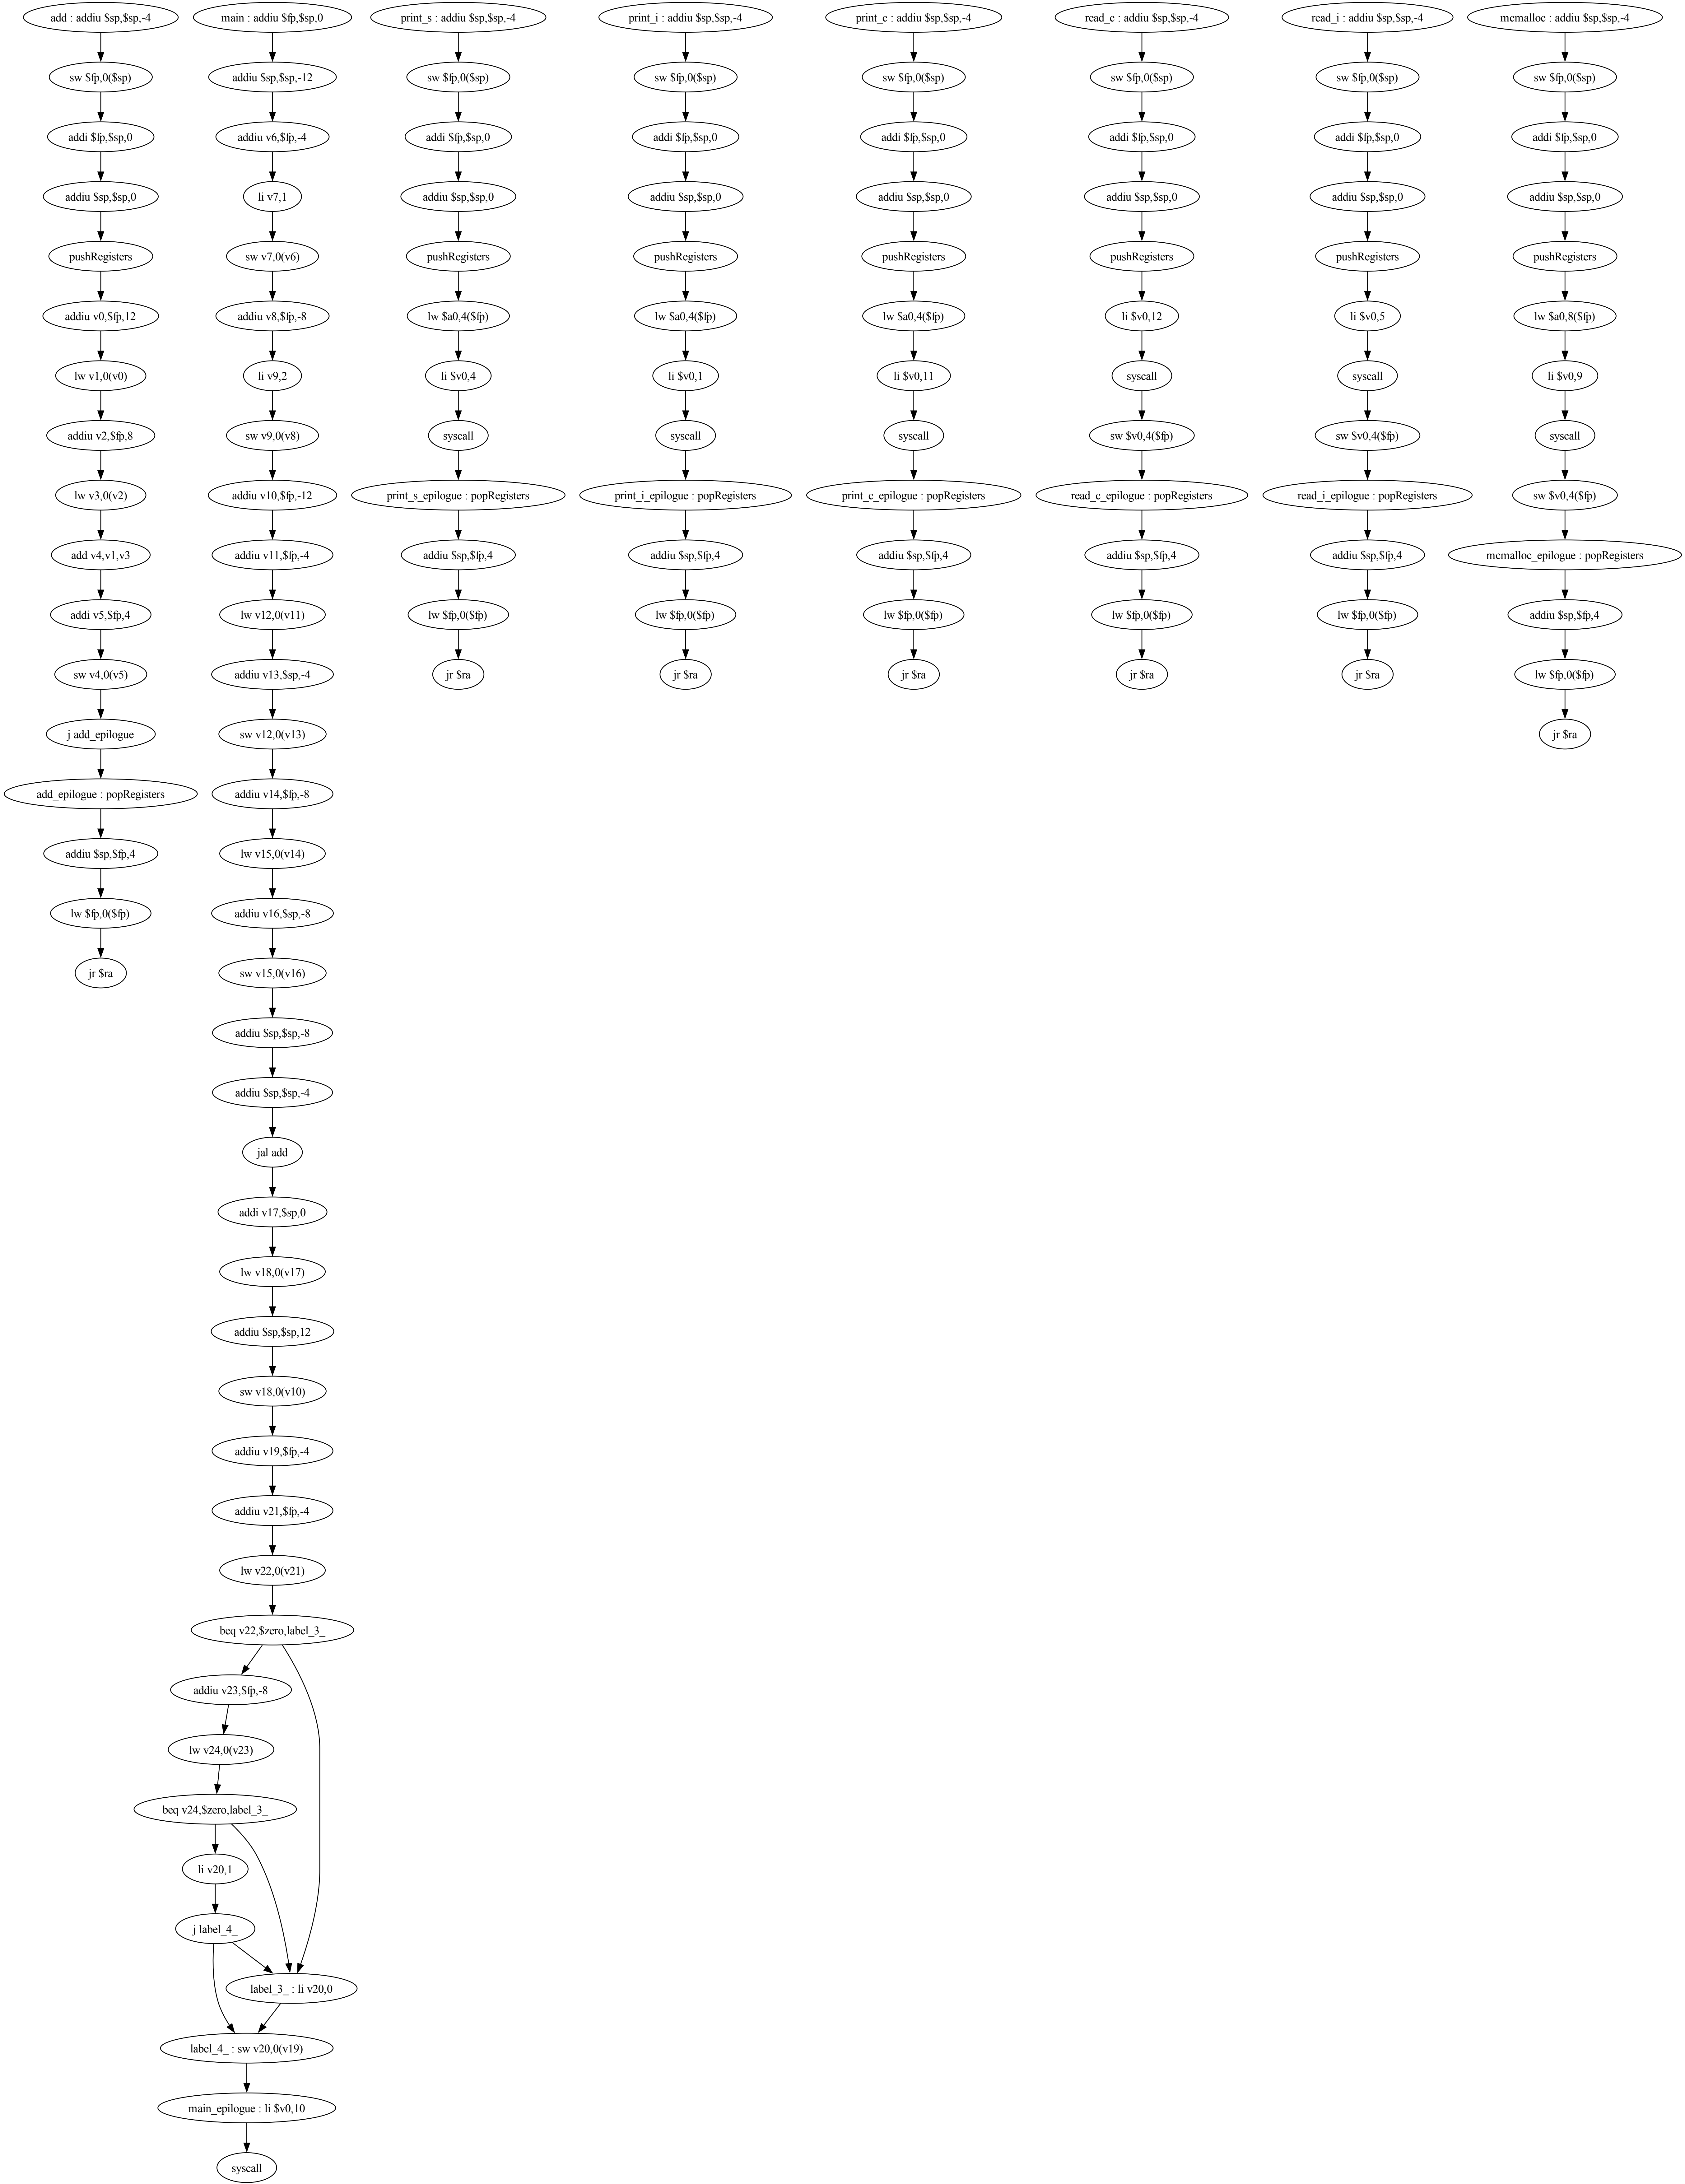 add : addiu $sp,$sp,-4
sw $fp,0($sp)
addi $fp,$sp,0
addiu $sp,$sp,0
pushRegisters
addiu v0,$fp,12
lw v1,0(v0)
addiu v2,$fp,8
lw v3,0(v2)
add v4,v1,v3
addi v5,$fp,4
sw v4,0(v5)
j add_epilogue
add_epilogue : popRegisters
addiu $sp,$fp,4
lw $fp,0($fp)
jr $ra
main : addiu $fp,$sp,0
addiu $sp,$sp,-12
addiu v6,$fp,-4
li v7,1
sw v7,0(v6)
addiu v8,$fp,-8
li v9,2
sw v9,0(v8)
addiu v10,$fp,-12
addiu v11,$fp,-4
lw v12,0(v11)
addiu v13,$sp,-4
sw v12,0(v13)
addiu v14,$fp,-8
lw v15,0(v14)
addiu v16,$sp,-8
sw v15,0(v16)
addiu $sp,$sp,-8
addiu $sp,$sp,-4
jal add
addi v17,$sp,0
lw v18,0(v17)
addiu $sp,$sp,12
sw v18,0(v10)
addiu v19,$fp,-4
addiu v21,$fp,-4
lw v22,0(v21)
beq v22,$zero,label_3_
addiu v23,$fp,-8
lw v24,0(v23)
beq v24,$zero,label_3_
li v20,1
j label_4_
label_3_ : li v20,0
label_4_ : sw v20,0(v19)
main_epilogue : li $v0,10
syscall
print_s : addiu $sp,$sp,-4
sw $fp,0($sp)
addi $fp,$sp,0
addiu $sp,$sp,0
pushRegisters
lw $a0,4($fp)
li $v0,4
syscall
print_s_epilogue : popRegisters
addiu $sp,$fp,4
lw $fp,0($fp)
jr $ra
print_i : addiu $sp,$sp,-4
sw $fp,0($sp)
addi $fp,$sp,0
addiu $sp,$sp,0
pushRegisters
lw $a0,4($fp)
li $v0,1
syscall
print_i_epilogue : popRegisters
addiu $sp,$fp,4
lw $fp,0($fp)
jr $ra
print_c : addiu $sp,$sp,-4
sw $fp,0($sp)
addi $fp,$sp,0
addiu $sp,$sp,0
pushRegisters
lw $a0,4($fp)
li $v0,11
syscall
print_c_epilogue : popRegisters
addiu $sp,$fp,4
lw $fp,0($fp)
jr $ra
read_c : addiu $sp,$sp,-4
sw $fp,0($sp)
addi $fp,$sp,0
addiu $sp,$sp,0
pushRegisters
li $v0,12
syscall
sw $v0,4($fp)
read_c_epilogue : popRegisters
addiu $sp,$fp,4
lw $fp,0($fp)
jr $ra
read_i : addiu $sp,$sp,-4
sw $fp,0($sp)
addi $fp,$sp,0
addiu $sp,$sp,0
pushRegisters
li $v0,5
syscall
sw $v0,4($fp)
read_i_epilogue : popRegisters
addiu $sp,$fp,4
lw $fp,0($fp)
jr $ra
mcmalloc : addiu $sp,$sp,-4
sw $fp,0($sp)
addi $fp,$sp,0
addiu $sp,$sp,0
pushRegisters
lw $a0,8($fp)
li $v0,9
syscall
sw $v0,4($fp)
mcmalloc_epilogue : popRegisters
addiu $sp,$fp,4
lw $fp,0($fp)
jr $ra